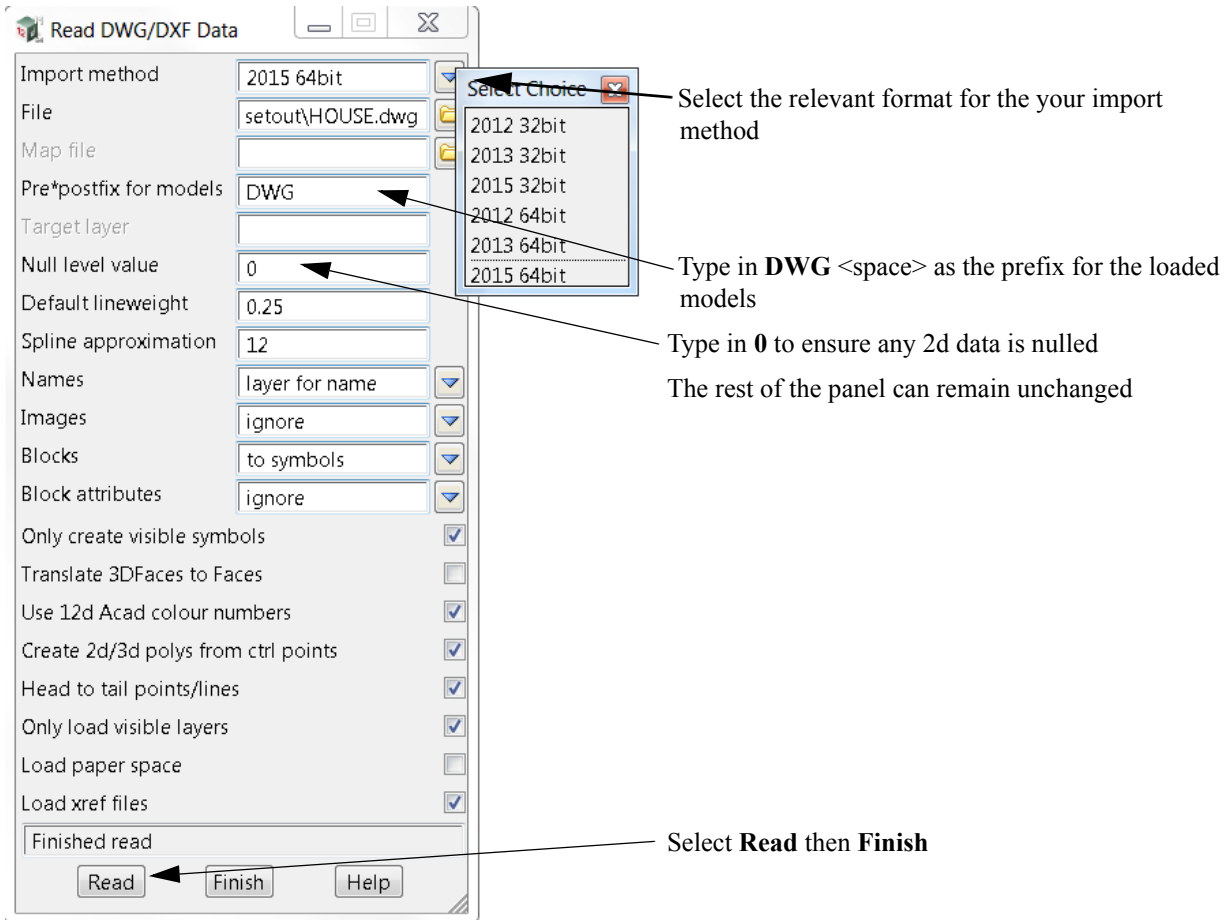 Read DWG/DXF Data
Import method 2015 64bit
File setout\HOUSE.dwg
Map file
Pre*postfix for models DWG
Target layer
Null level value 0
Default lineweight 0.25
Spline approximation 12
Names layer for name
Images ignore
Blocks to symbols
Block attributes ignore
Only create visible symbols
Translate 3DFaces to Faces
Use 12d Acad colour numbers
Create 2d/3d polys from ctrl points
Head to tail points/lines
Only load visible layers
Load paper space
Load xref files
Finished read
Read Finish Help
Select Choice
2012 32bit
2013 32bit
2015 32bit
2012 64bit
2013 64bit
2015 64bit
Select the relevant format for the your import
method
Type in DWG <space> as the prefix for the loaded
models
Type in 0 to ensure any 2d data is nulled
The rest of the panel can remain unchanged
Select Read then Finish